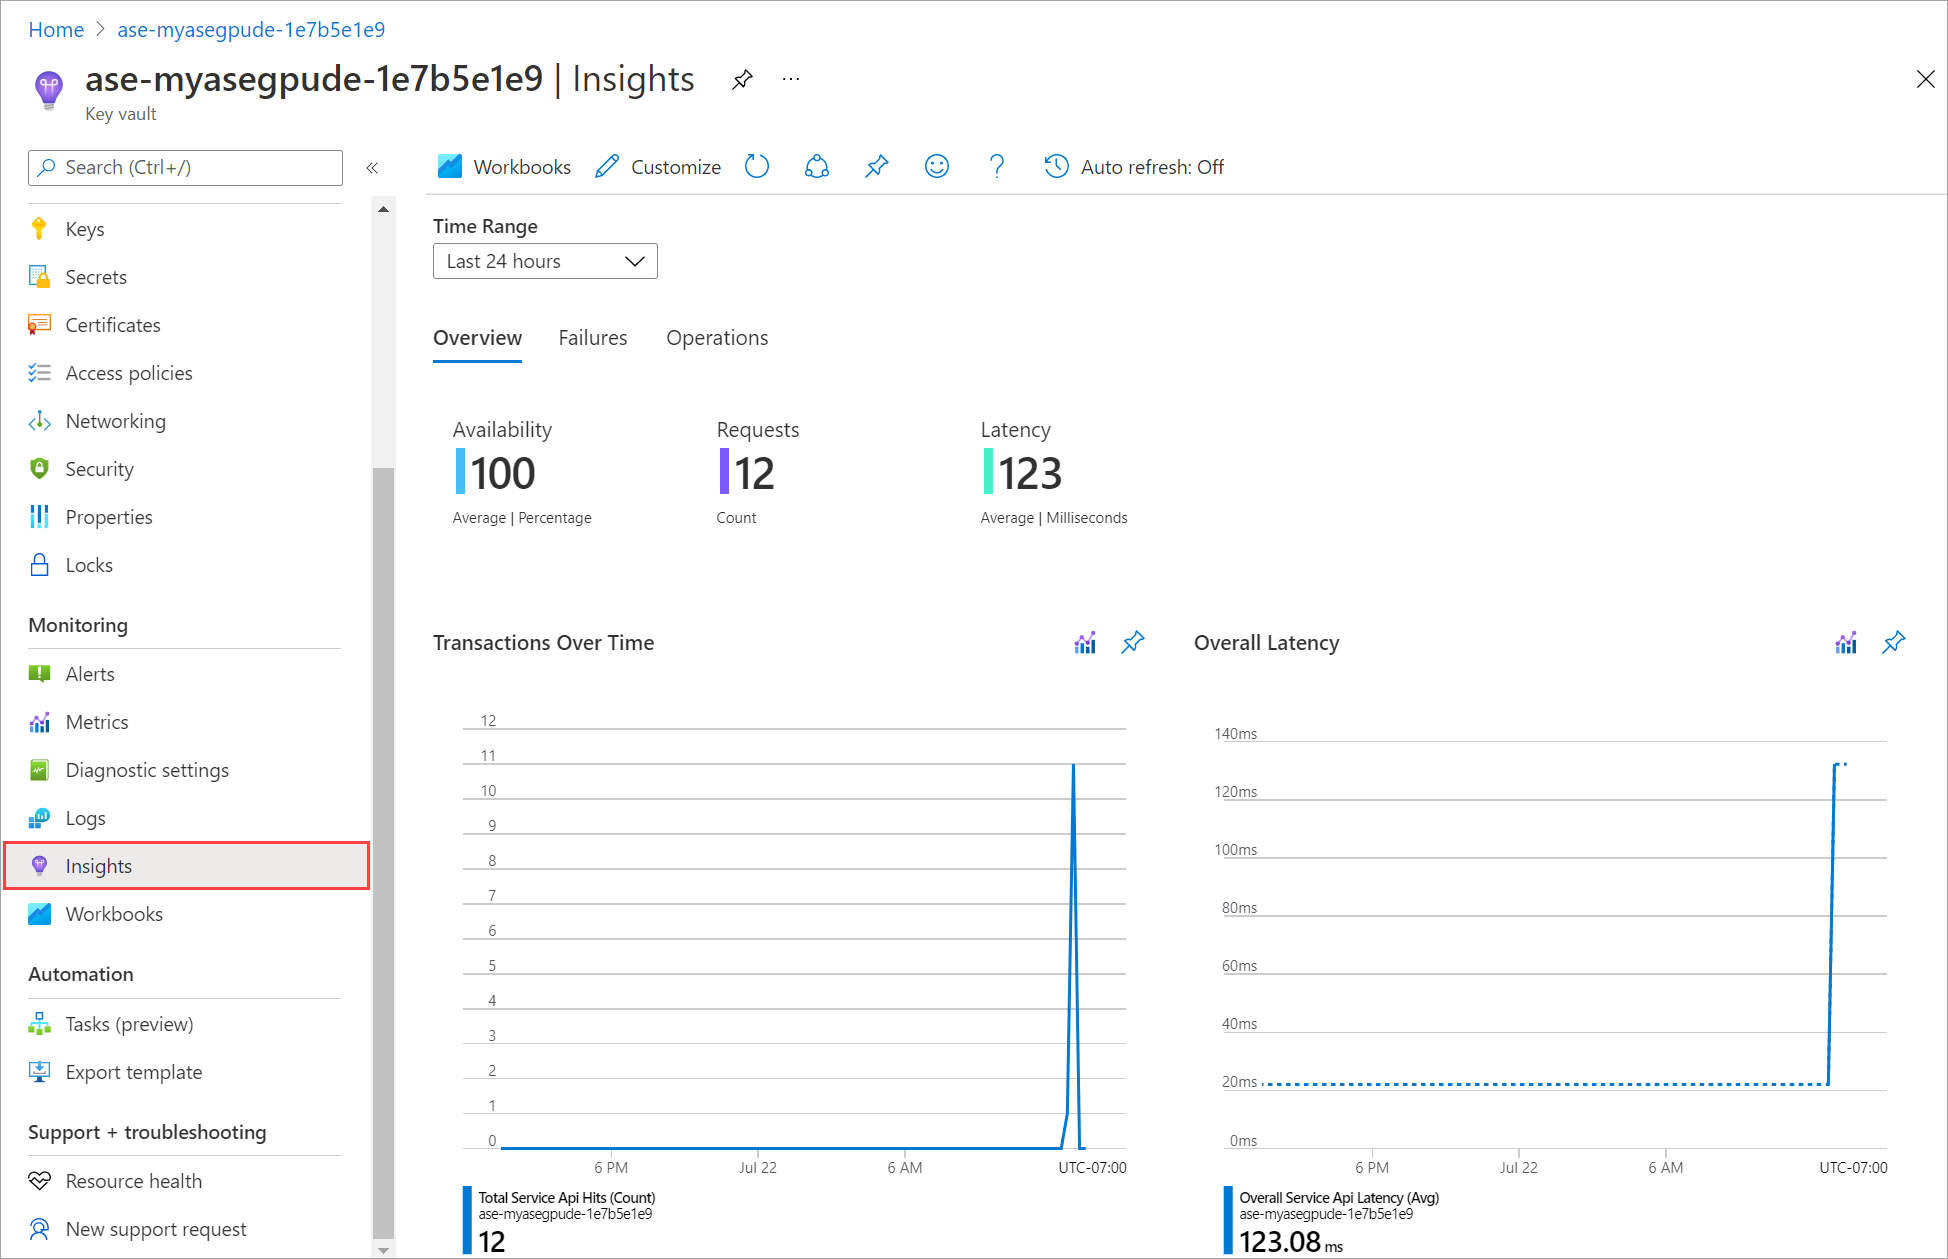 Home > ase-myasegpude-1e7b5e1e9
ase-myasegpude-1e7b5e1e9 | Insights
...
Key vault
Search (Ctrl+/)
«
Keys
Secrets
Certificates
Access policies
Networking
Security
Properties
Locks
Monitoring
Alerts
Metrics
Diagnostic settings
Logs
Insights
Workbooks
Automation
Tasks (preview)
Export template
Support + troubleshooting
Resource health
New support request
Workbooks
Customize
?
Auto refresh: Off
Time Range
Last 24 hours
Overview
Failures
Operations
Availability
100
Average | Percentage
Requests
12
Count
Latency
123
Average | Milliseconds
Transactions Over Time
12
11
10
9
8
7
6
5
4
3
2
1
0
6 PM
Jul 22
6 AM
UTC-07:00
Total Service Api Hits (Count)
ase-myasegpude-1e7b5e1e9
12
Overall Latency
140ms
120ms
100ms
80ms
60ms
40ms
20ms
0ms
6 PM
Jul 22
6 AM
UTC-07:00
Overall Service Api Latency (Avg)
ase-myasegpude-1e7b5e1e9
123.08 ms